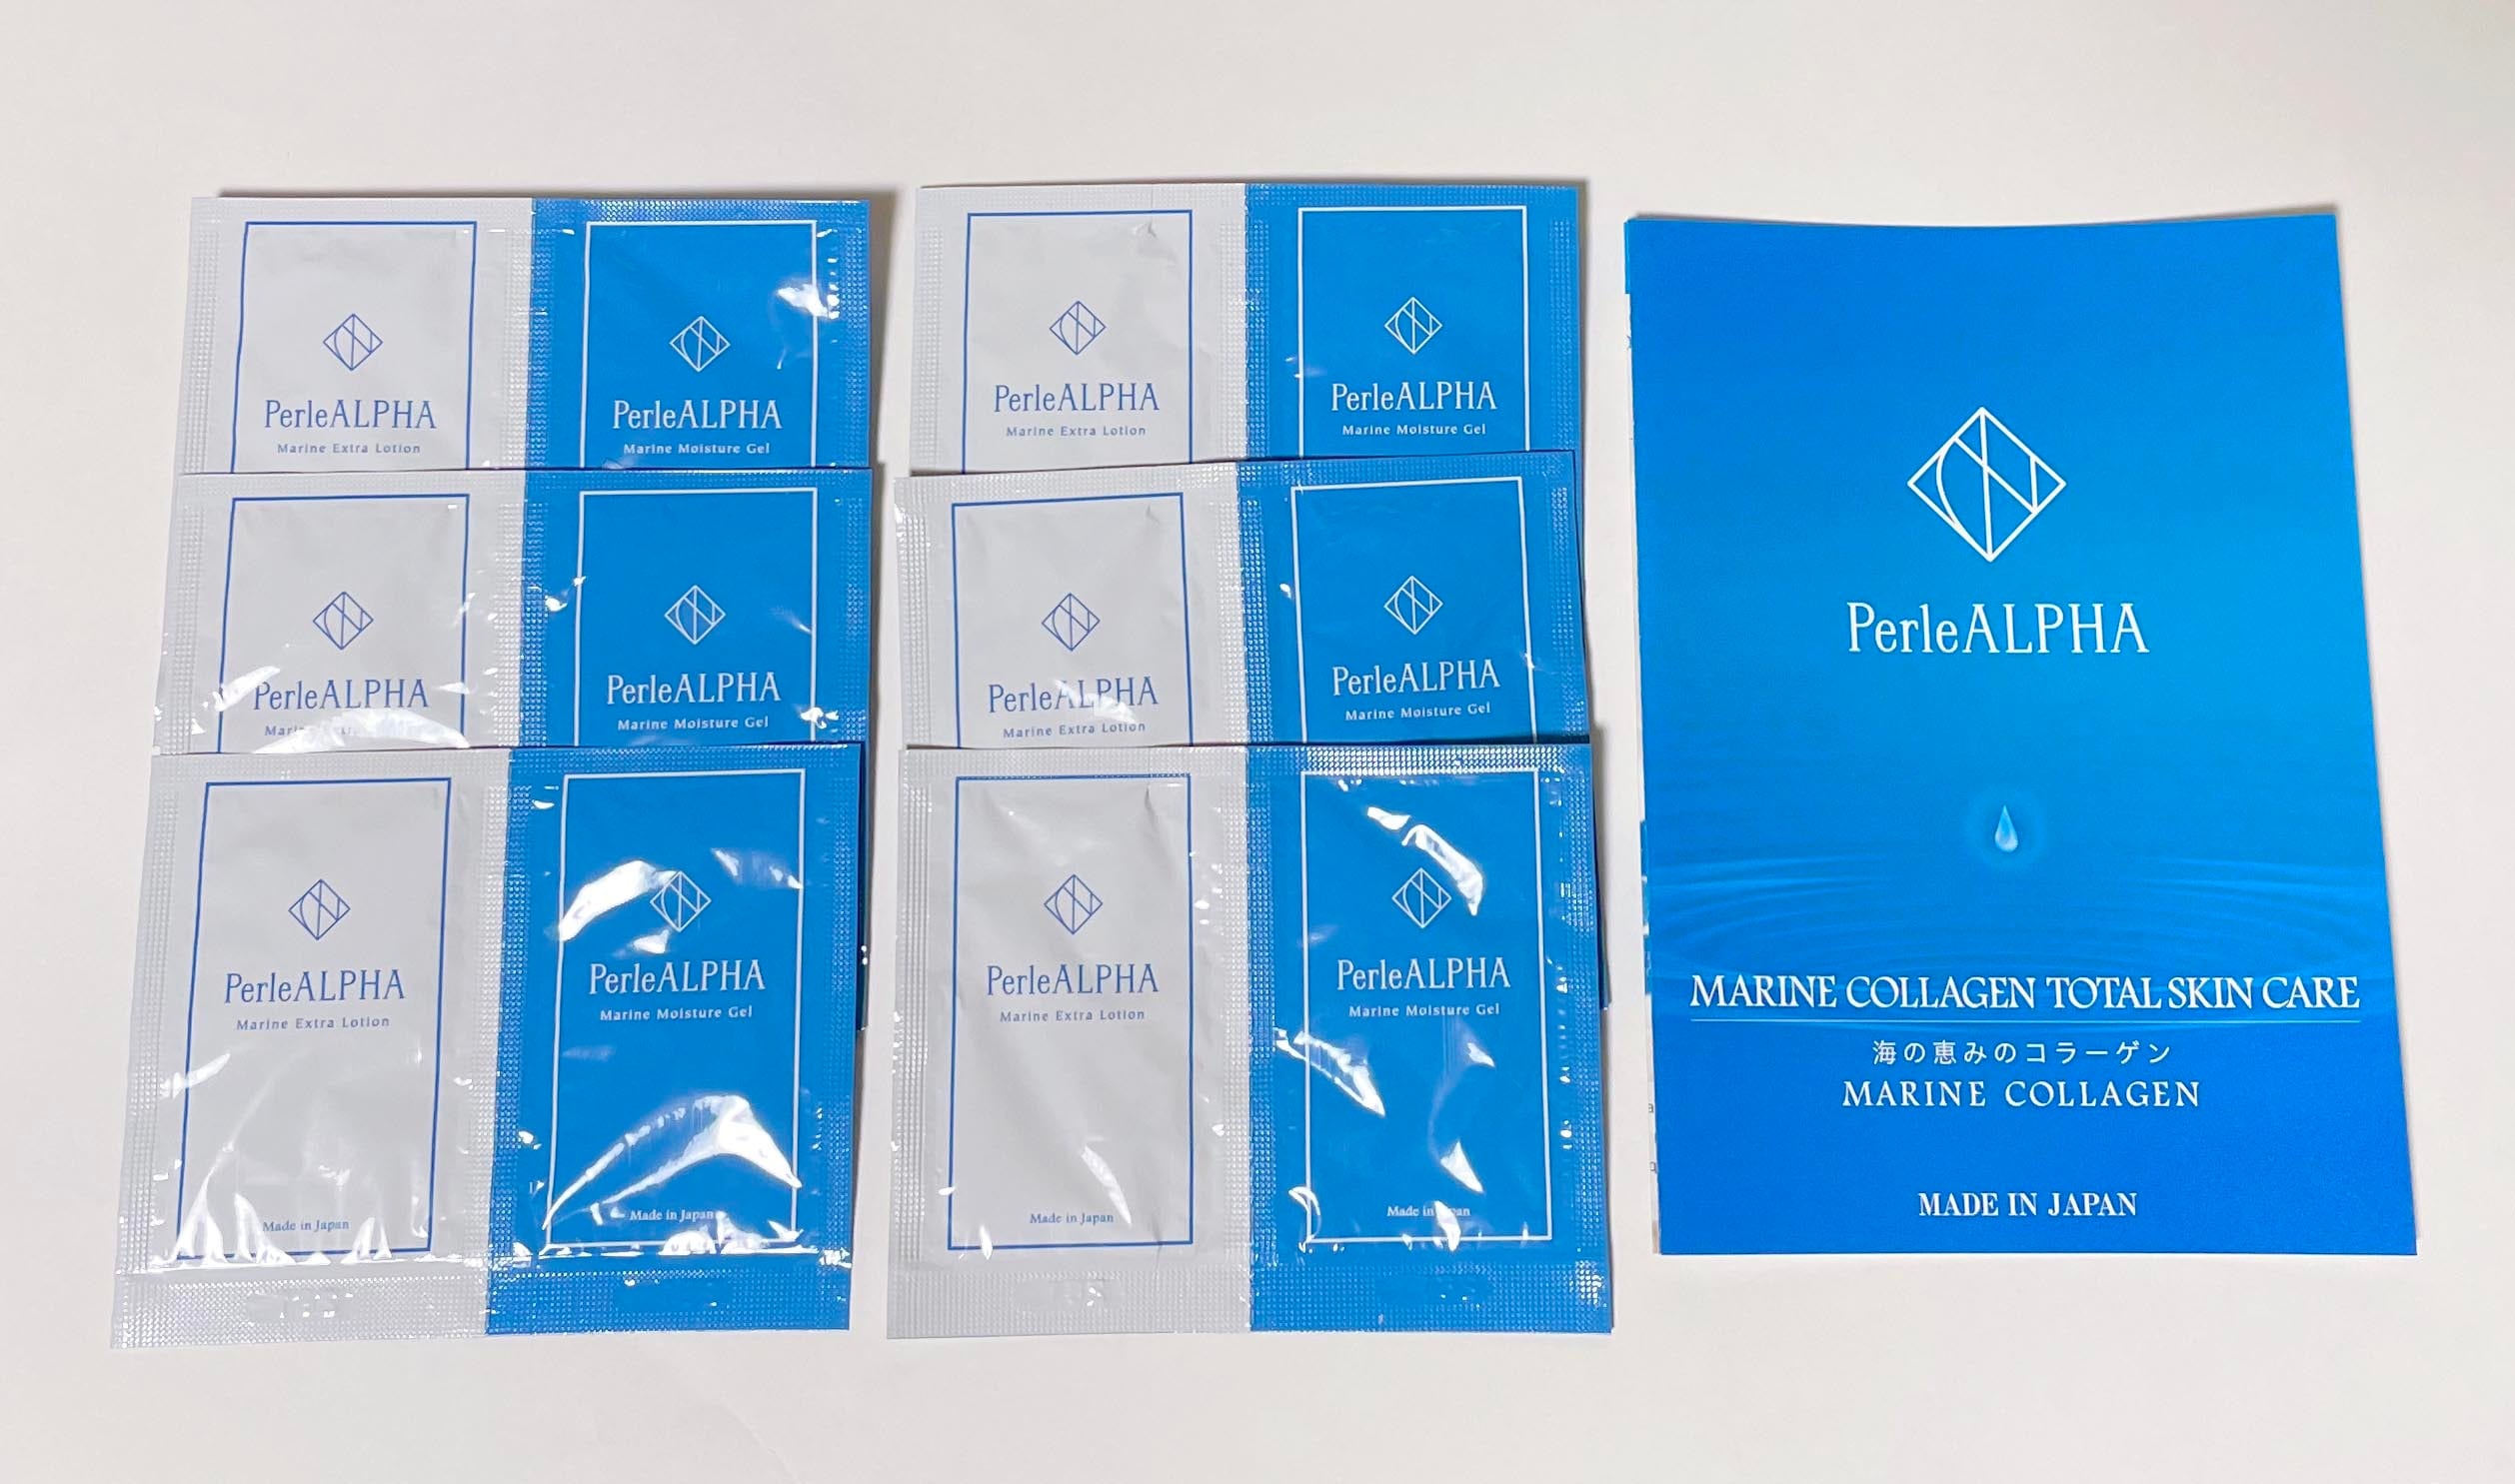 PerleALPHA
Marine Extra Lotion
PerleALPHA
Marine Moisture Gel
PerleALPHA
Marine Extra Lotion
PerleALPHA
Marine Moisture Gel
PerleALPHA
PerleALPHA
Marine Moisture Gel
PerleALPHA
Marine Extra Lotion
PerleALPHA
Marine Moisture Gel
PerleALPHA
Marine Extra Lotion
Made in Japan
PerleALPHA
Marine Moisture Gel
Made in Japan
PerleALPHA
Marine Extra Lotion
Made in Japan
PerleALPHA
Marine Moisture Gel
Made in
PerleALPHA
MARINE COLLAGEN TOTAL SKIN CARE
海の恵みのコラーゲン
MARINE COLLAGEN
MADE IN JAPAN